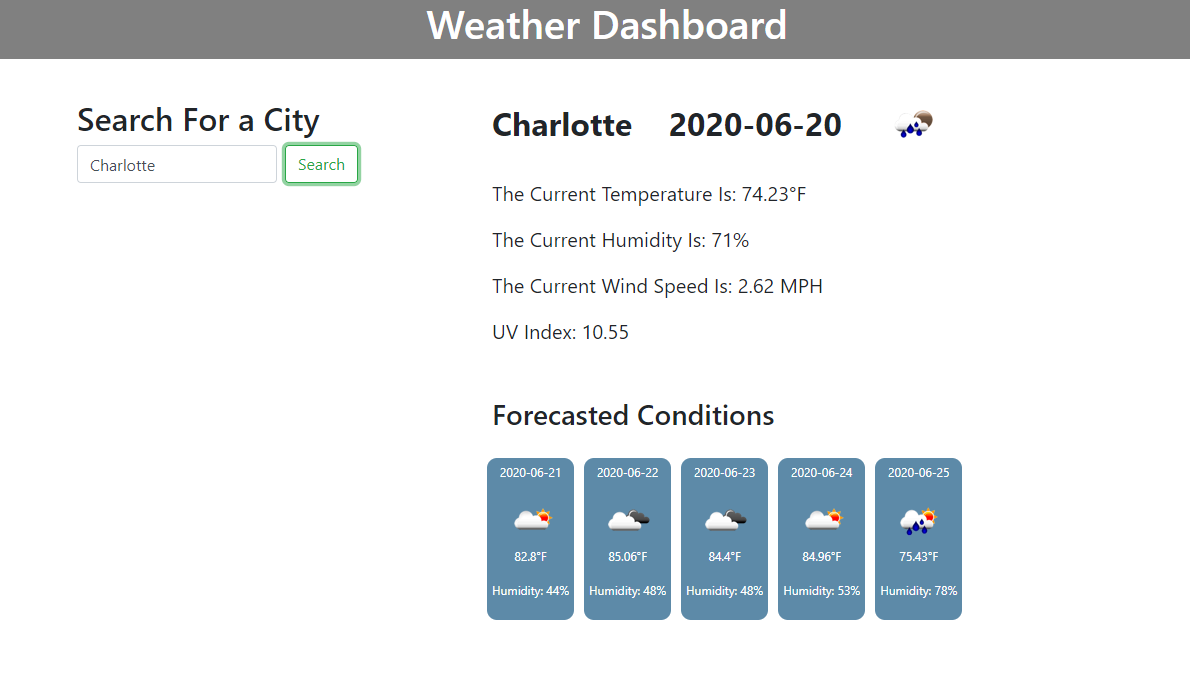 Weather Dashboard
Search For a City
Charlotte
Search
Charlotte 2020-06-20
The Current Temperature Is: 74.23°F
The Current Humidity Is: 71%
The Current Wind Speed Is: 2.62 MPH
UV Index: 10.55
Forecasted Conditions
2020-06-21
82.8°F
Humidity: 44%
2020-06-22
85.06°F
Humidity: 48%
2020-06-23
84.4°F
Humidity: 48%
2020-06-24
84.96°F
Humidity: 53%
2020-06-25
75.43°F
Humidity: 78%